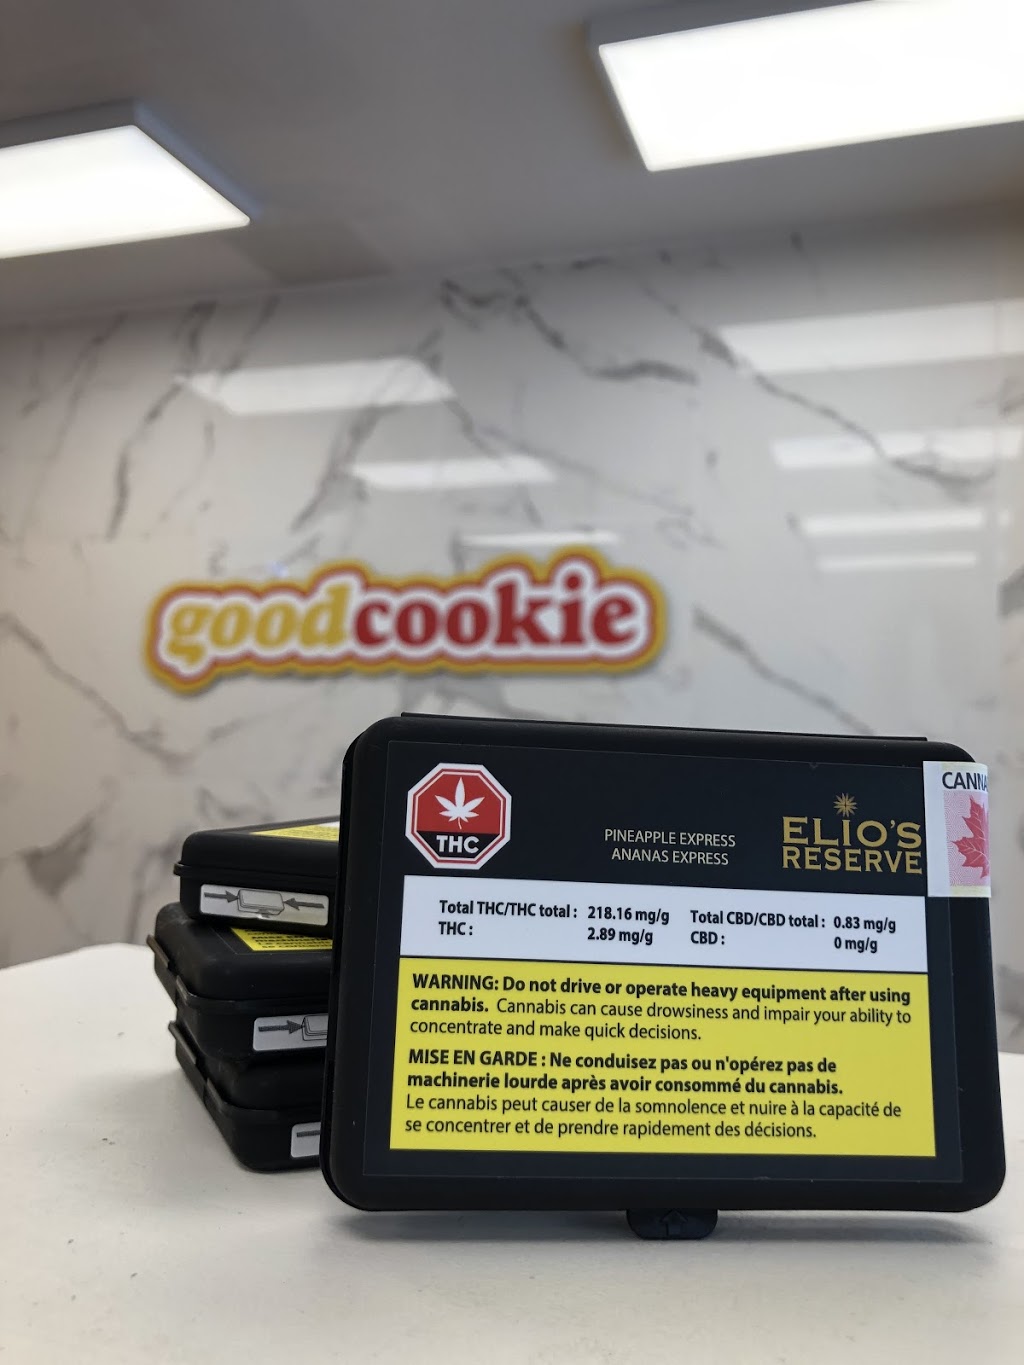 goodcookie
THC
PINEAPPLE EXPRESS
ANANAS EXPRESS
ELIO'S
RESERVE
Total THC/THC total : 218.16 mg/g Total CBD/CBD total : 0.83 mg/g
THC : 2.89 mg/g CBD : 0 mg/g
WARNING: Do not drive or operate heavy equipment after using
cannabis. Cannabis can cause drowsiness and impair your ability to
concentrate and make quick decisions.
MISE EN GARDE : Ne conduisez pas ou n'opérez pas de
machinerie lourde après avoir consommé du cannabis.
Le cannabis peut causer de la somnolence et nuire à la capacité de
se concentrer et de prendre rapidement des décisions.